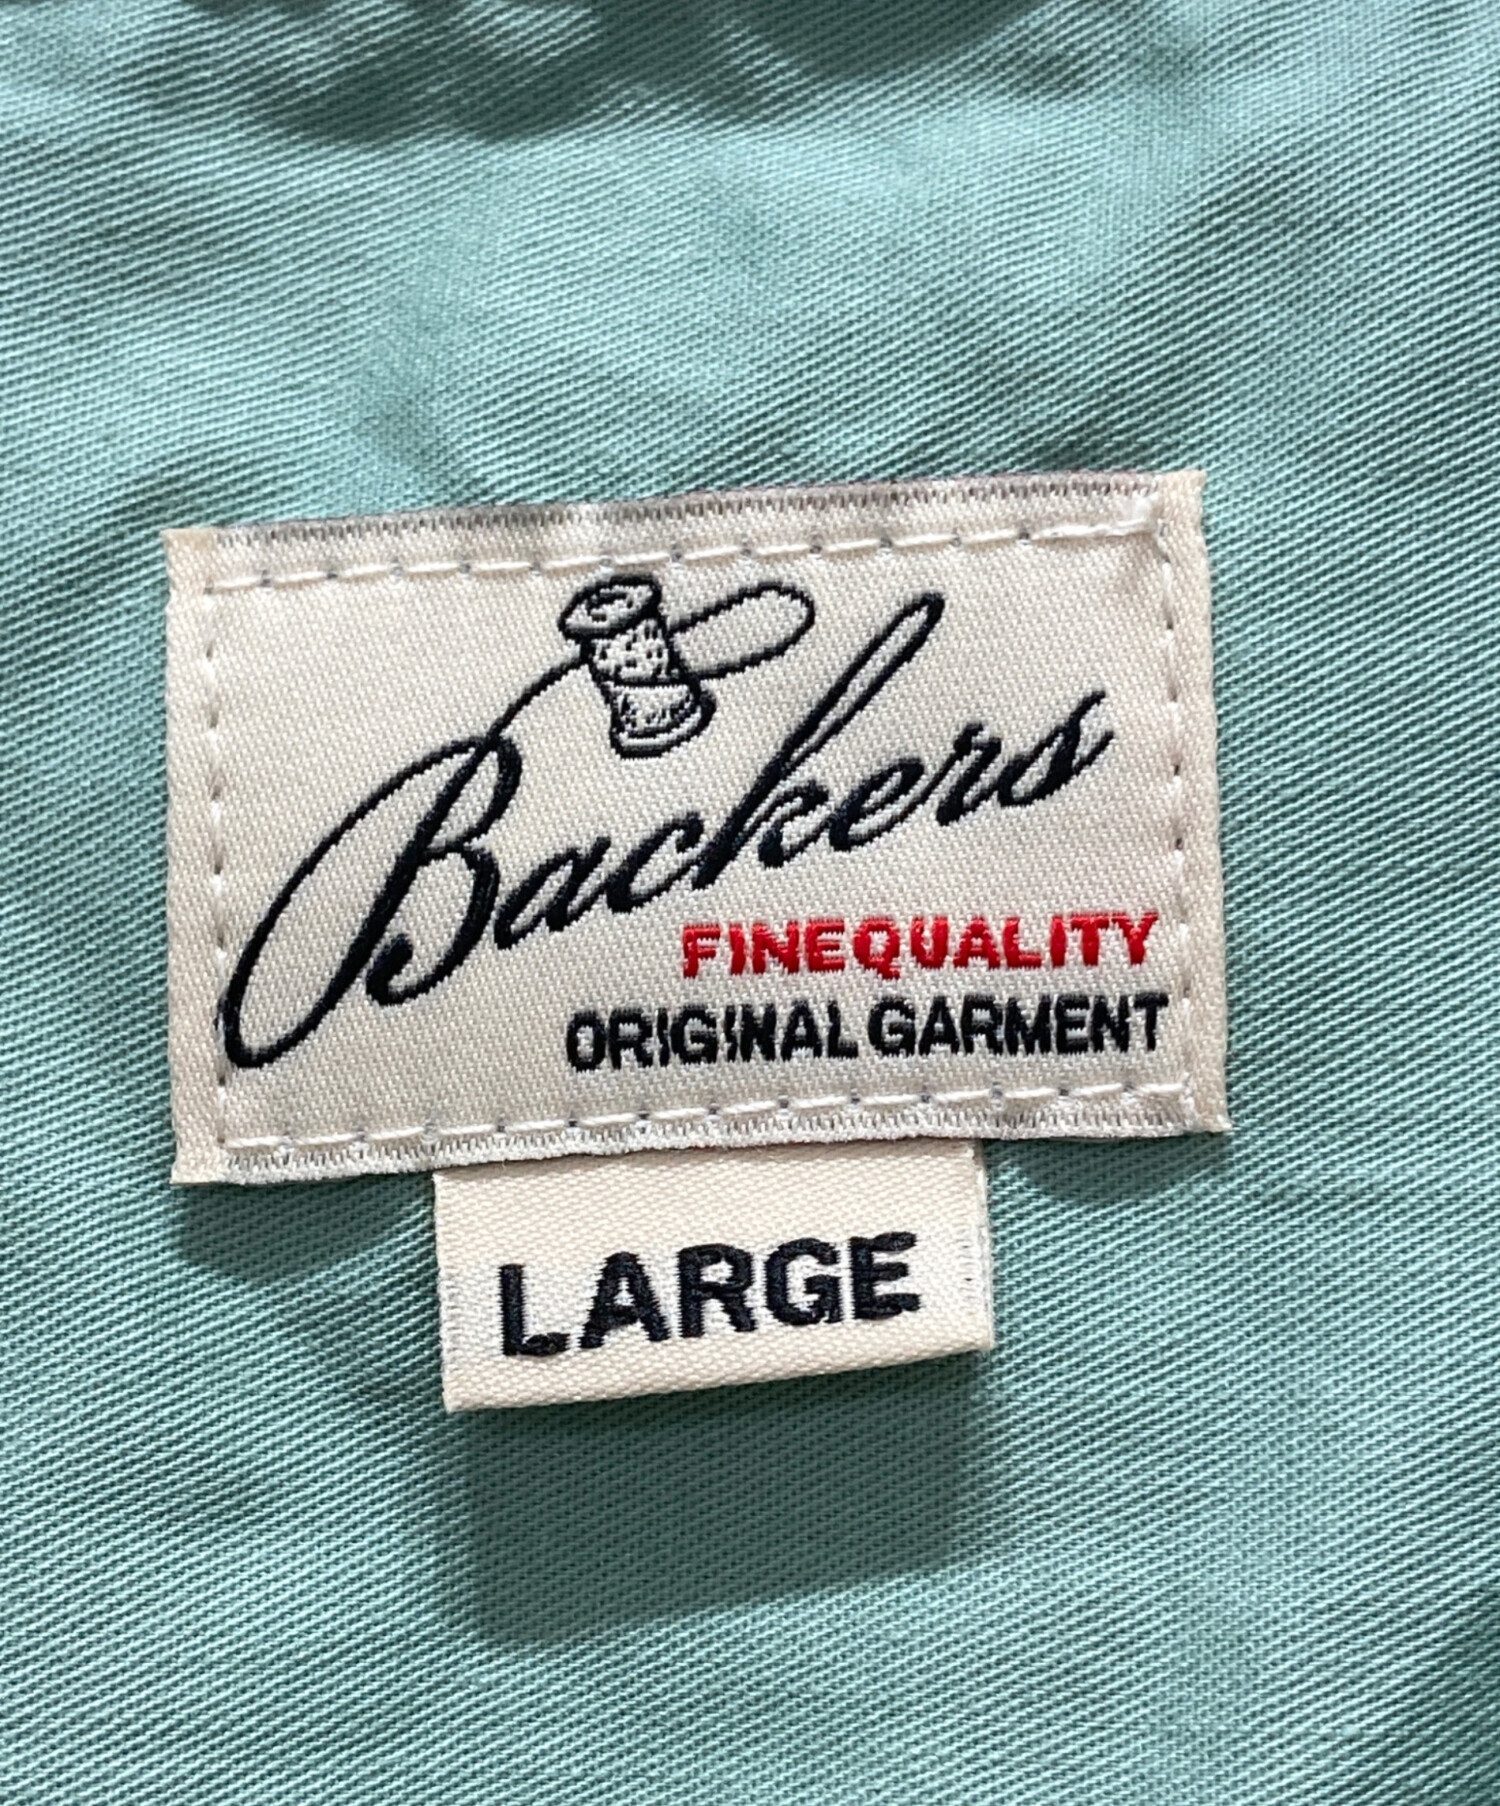 Backers
FINEQUALITY
ORIGINAL GARMENT
LARGE